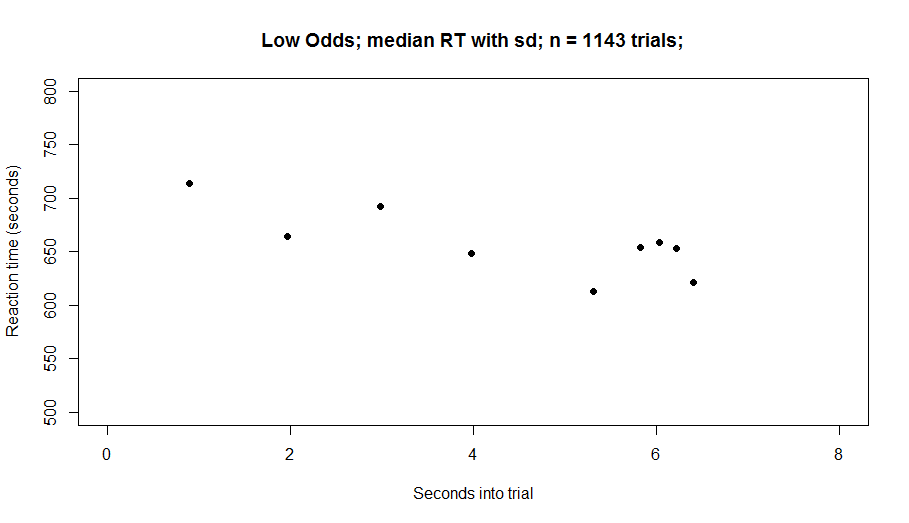 Low Odds; median RT with sd; n = 1143 trials;
Reaction time (seconds)
800
750
700
650
600
550
500
0 2 4 6 8
Seconds into trial